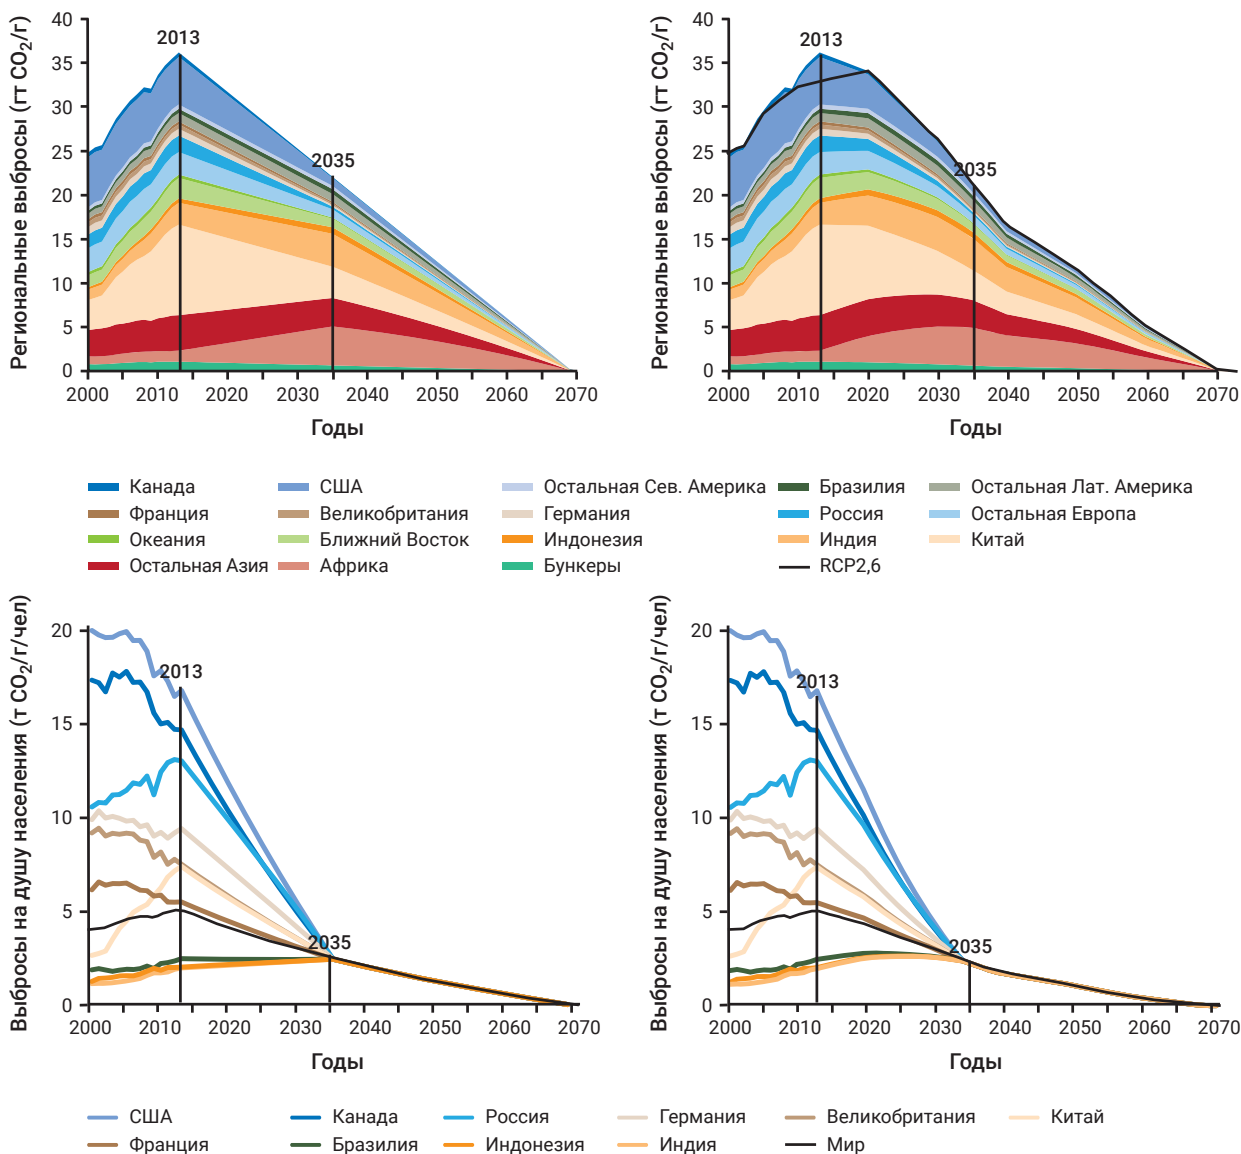 Региональные выбросы (гт CO₂/г)
40
35
30
25
20
15
10
5
0
2013
2035
2000 2010 2020 2030 2040 2050 2060 2070
Годы
Региональные выбросы (гт CO₂/г)
40
35
30
25
20
15
10
5
0
2013
2035
2000 2010 2020 2030 2040 2050 2060 2070
Годы
Канада США Остальная Сев. Америка Бразилия Остальная Лат. Америка
Франция Великобритания Германия Россия Остальная Европа
Океания Ближний Восток Индонезия Индия Китай
Остальная Азия Африка Бункеры RCP2,6
Выбросы на душу населения (т CO₂/г/чел)
20
15
10
5
0
2013
2035
2000 2010 2020 2030 2040 2050 2060 2070
Годы
Выбросы на душу населения (т CO₂/г/чел)
20
15
10
5
0
2013
2035
2000 2010 2020 2030 2040 2050 2060 2070
Годы
США Канада Россия Германия Великобритания Китай
Франция Бразилия Индонезия Индия Мир